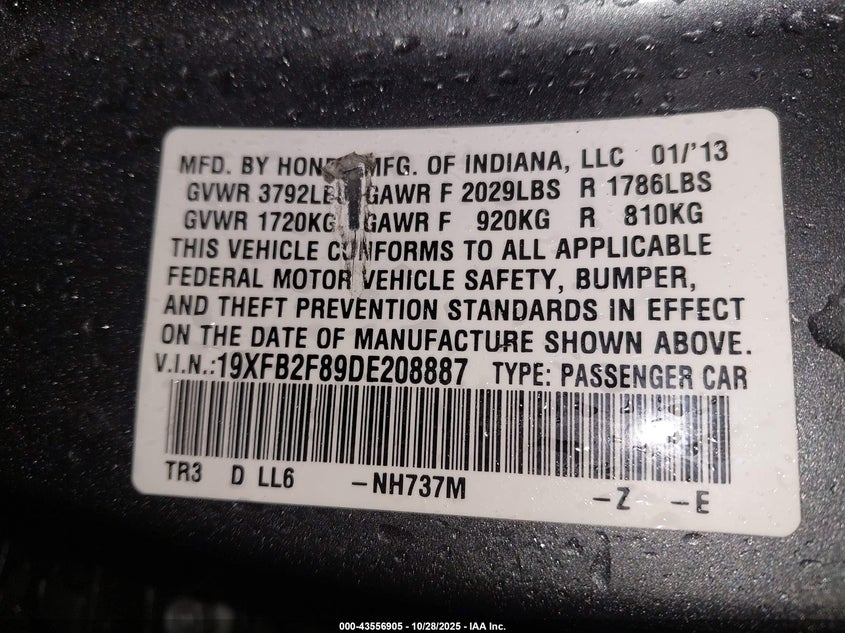 MFD. BY HONDA MFG. OF INDIANA, LLC 01/'13
GVWR 3792LBS GAWR F 2029LBS R 1786LBS
GVWR 1720KG GAWR F 920KG R 810KG
THIS VEHICLE CONFORMS TO ALL APPLICABLE
FEDERAL MOTOR VEHICLE SAFETY, BUMPER,
AND THEFT PREVENTION STANDARDS IN EFFECT
ON THE DATE OF MANUFACTURE SHOWN ABOVE.
V.I.N.:19XFB2F89DE208887 TYPE: PASSENGER CAR
TR3 D LL6 -NH737M -Z -E
000-43556905 - 10/28/2025 - IAA Inc.